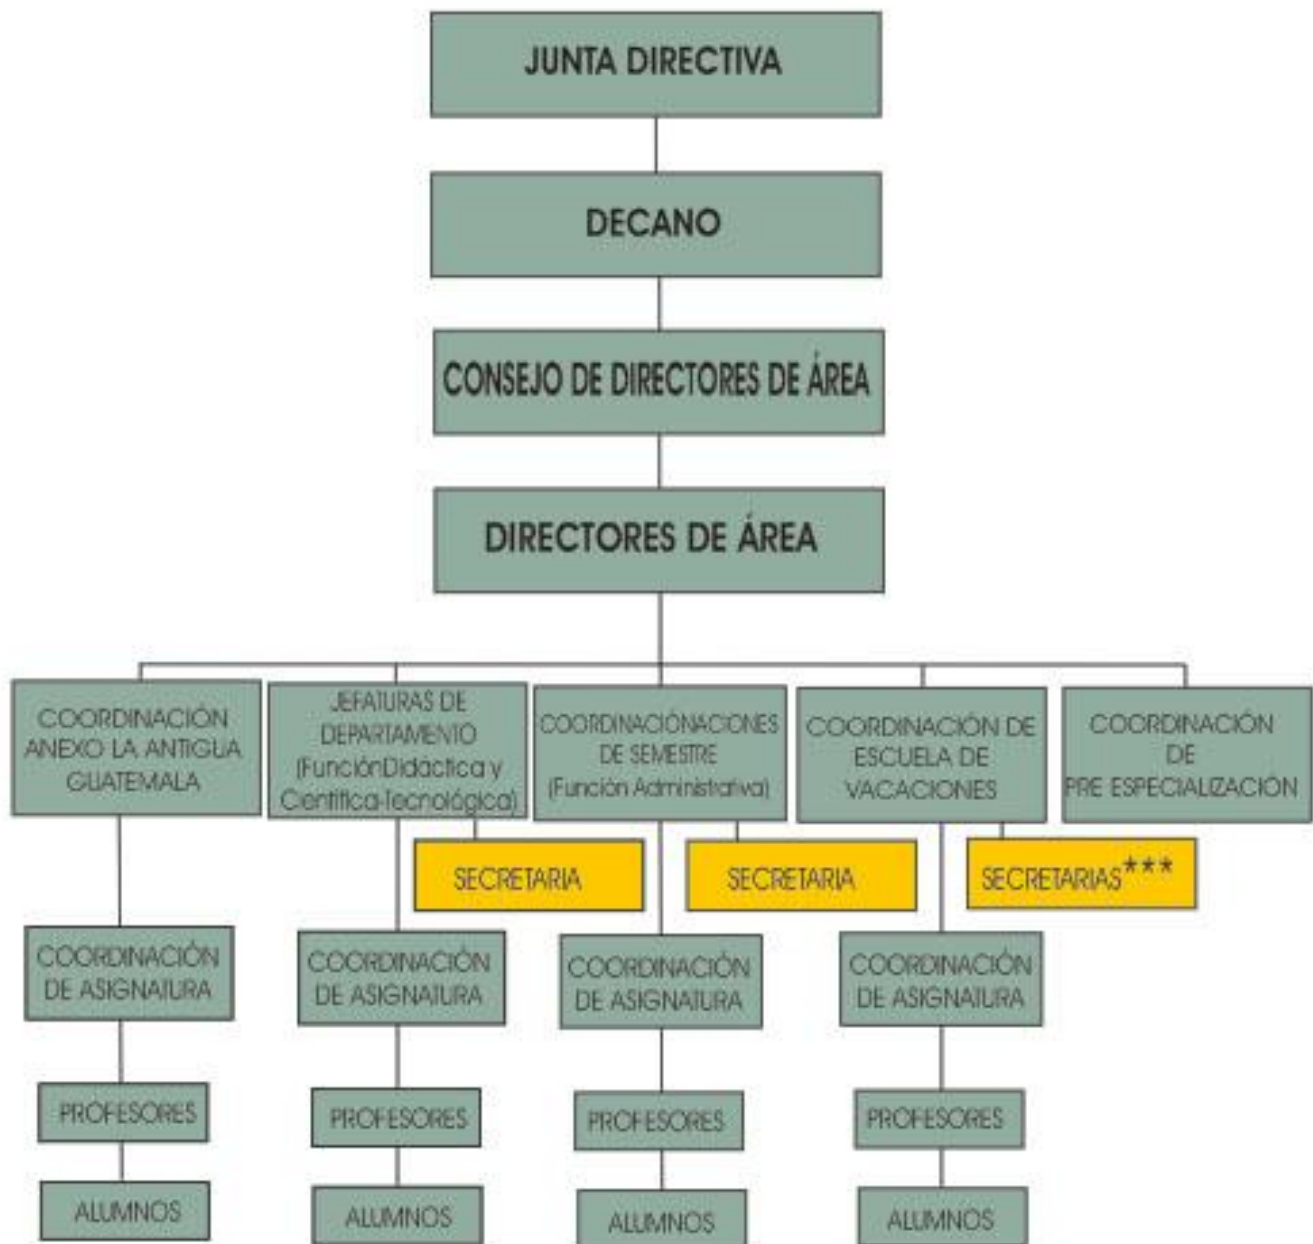 JUNTA DIRECTIVA
DECANO
CONSEJO DE DIRECTORES DE ÁREA
DIRECTORES DE ÁREA
COORDINACIÓN
ANEXO LA ANTIGUA
GUATEMALA
JEFATURAS DE
DEPARTAMENTO
(FunciónDidáctica y
Científica-Tecnológica)
COORDINACIÓNACIONES
DE SEMESTRE
(Función Administrativa)
COORDINACIÓN DE
ESCUELA DE
VACACIONES
COORDINACIÓN
DE
PRE ESPECIALIZACIÓN
SECRETARIA
SECRETARIA
SECRETARIAS***
COORDINACIÓN
DE ASIGNATURA
COORDINACIÓN
DE ASIGNATURA
COORDINACIÓN
DE ASIGNATURA
COORDINACIÓN
DE ASIGNATURA
PROFESORES
PROFESORES
PROFESORES
PROFESORES
ALUMNOS
ALUMNOS
ALUMNOS
ALUMNOS